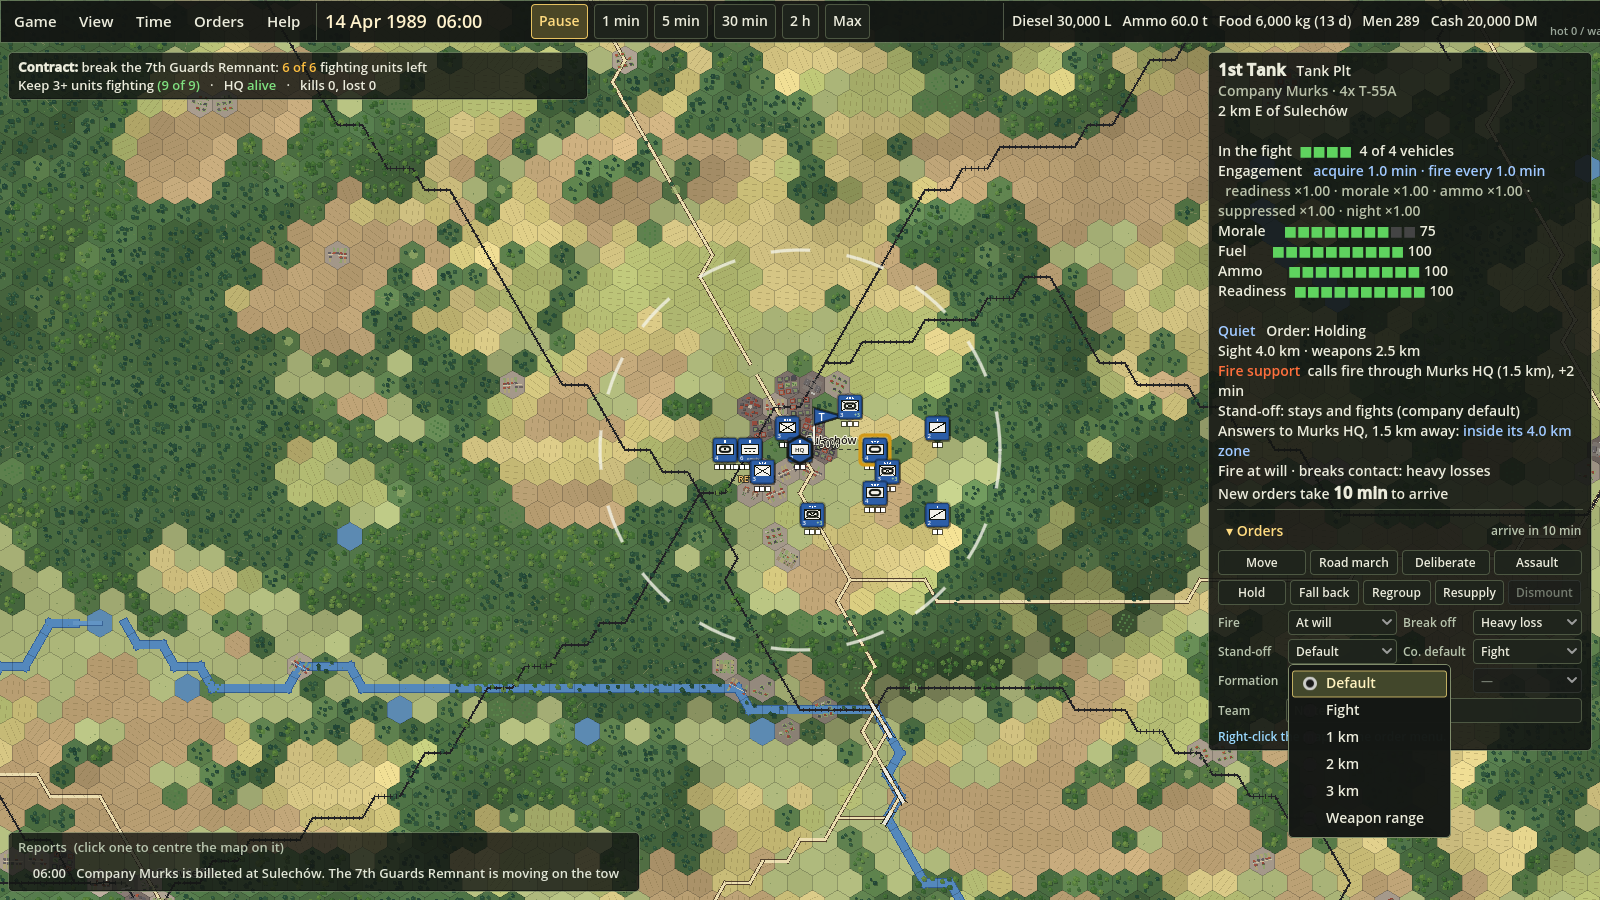 Game View Time Orders Help 14 Apr 1989 06:00 Pause 1 min 5 min 30 min 2 h Max Diesel 30,000 L Ammo 60.0 t Food 6,000 kg (13 d) Men 289 Cash 20,000 DM
hot 0 /
Contract: break the 7th Guards Remnant: 6 of 6 fighting units left
Keep 3+ units fighting (9 of 9) · HQ alive · kills 0, lost 0
1st Tank Tank Plt
Company Murks · 4x T-55A
2 km E of Sulechów
In the fight 4 of 4 vehicles
Engagement acquire 1.0 min · fire every 1.0 min
readiness ×1.00 · morale ×1.00 · ammo ×1.00 ·
suppressed ×1.00 · night ×1.00
Morale 75
Fuel 100
Ammo 100
Readiness 100
Quiet Order: Holding
Sight 4.0 km · weapons 2.5 km
Fire support calls fire through Murks HQ (1.5 km), +2
min
Stand-off: stays and fights (company default)
Answers to Murks HQ, 1.5 km away: inside its 4.0 km
zone
Fire at will · breaks contact: heavy losses
New orders take 10 min to arrive
▾ Orders arrive in 10 min
Move Road march Deliberate Assault
Hold Fall back Regroup Resupply Dismount
Fire At will Break off Heavy loss
Stand-off Default Co. default Fight
Formation —
Team
Right-click
Default
Fight
1 km
2 km
3 km
Weapon range
T
HQ
Reports (click one to centre the map on it)
06:00 Company Murks is billeted at Sulechów. The 7th Guards Remnant is moving on the tow